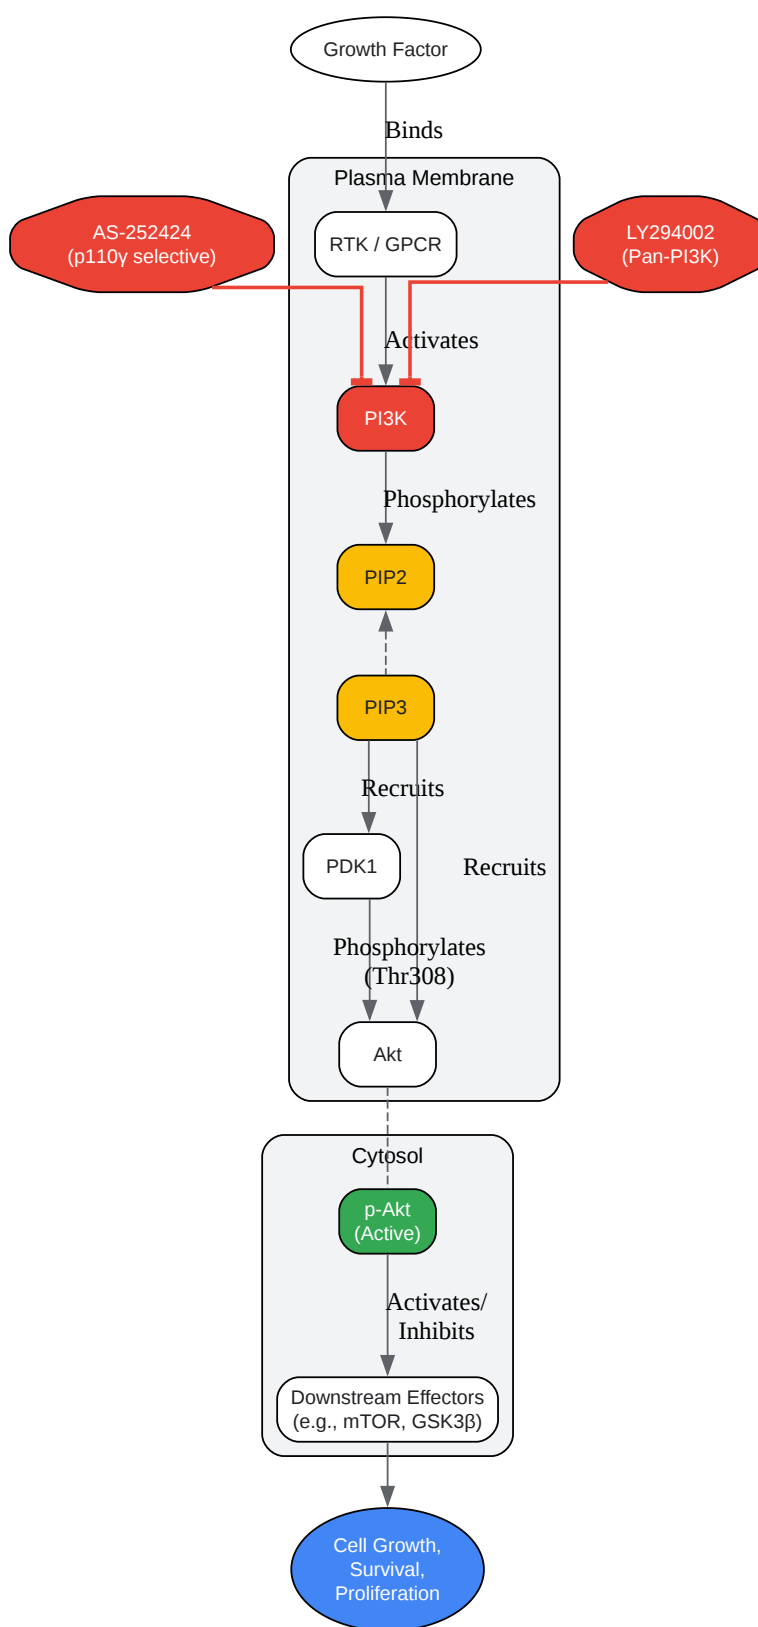 Growth Factor
Binds
Plasma Membrane
AS-252424
(p110γ selective)
RTK / GPCR
LY294002
(Pan-PI3K)
Activates
PI3K
Phosphorylates
PIP2
PIP3
Recruits
PDK1
Recruits
Phosphorylates
(Thr308)
Akt
Cytosol
p-Akt
(Active)
Activates/
Inhibits
Downstream Effectors
(e.g., mTOR, GSK3β)
Cell Growth,
Survival,
Proliferation